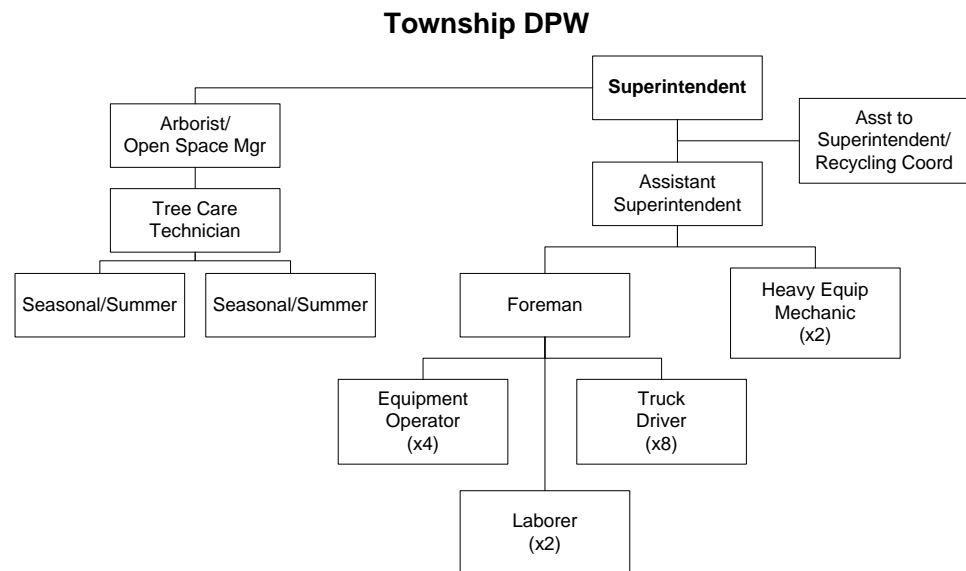 Township DPW
Superintendent
Arborist/
Open Space Mgr
Asst to
Superintendent/
Recycling Coord
Assistant
Superintendent
Tree Care
Technician
Seasonal/Summer
Seasonal/Summer
Foreman
Heavy Equip
Mechanic
(x2)
Equipment
Operator
(x4)
Truck
Driver
(x8)
Laborer
(x2)